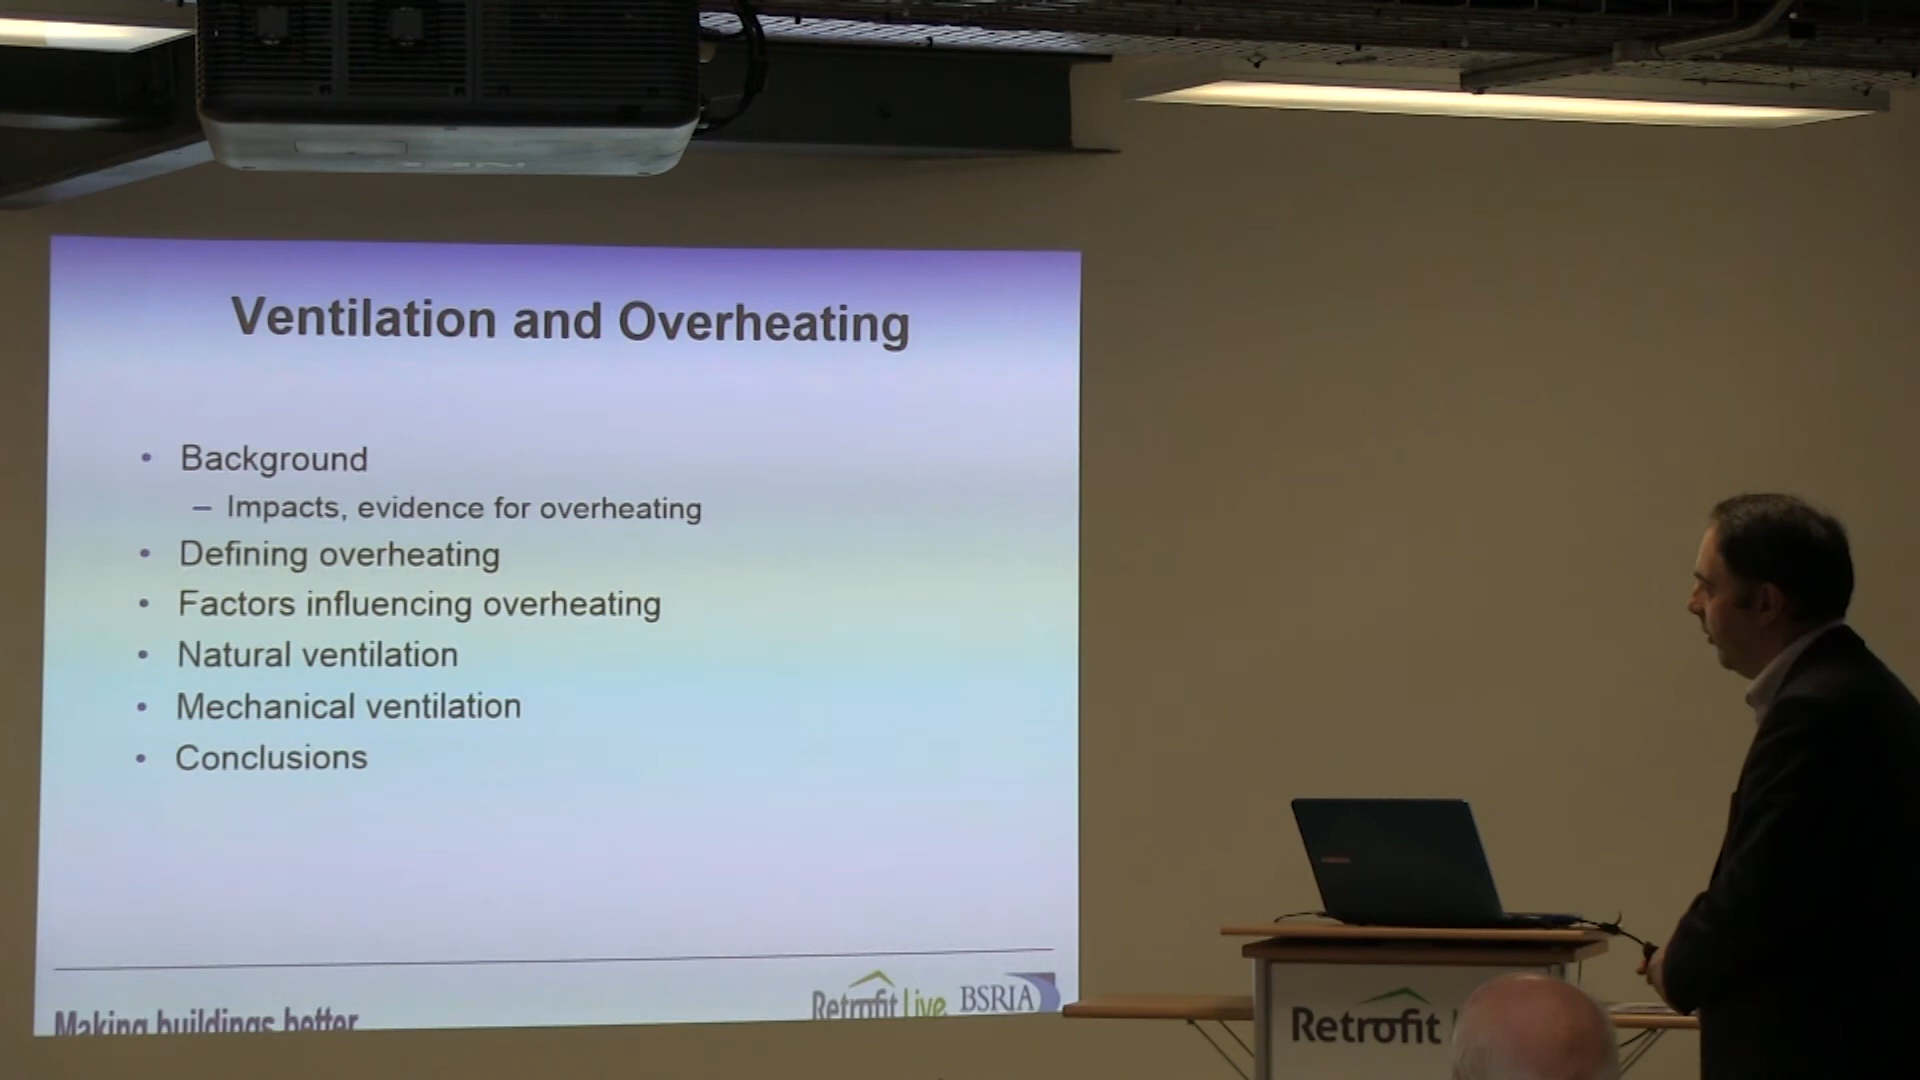 Ventilation and Overheating
• Background
– Impacts, evidence for overheating
• Defining overheating
• Factors influencing overheating
• Natural ventilation
• Mechanical ventilation
• Conclusions
Making buildings better
Retrofit Live BSRIA
Retrofit